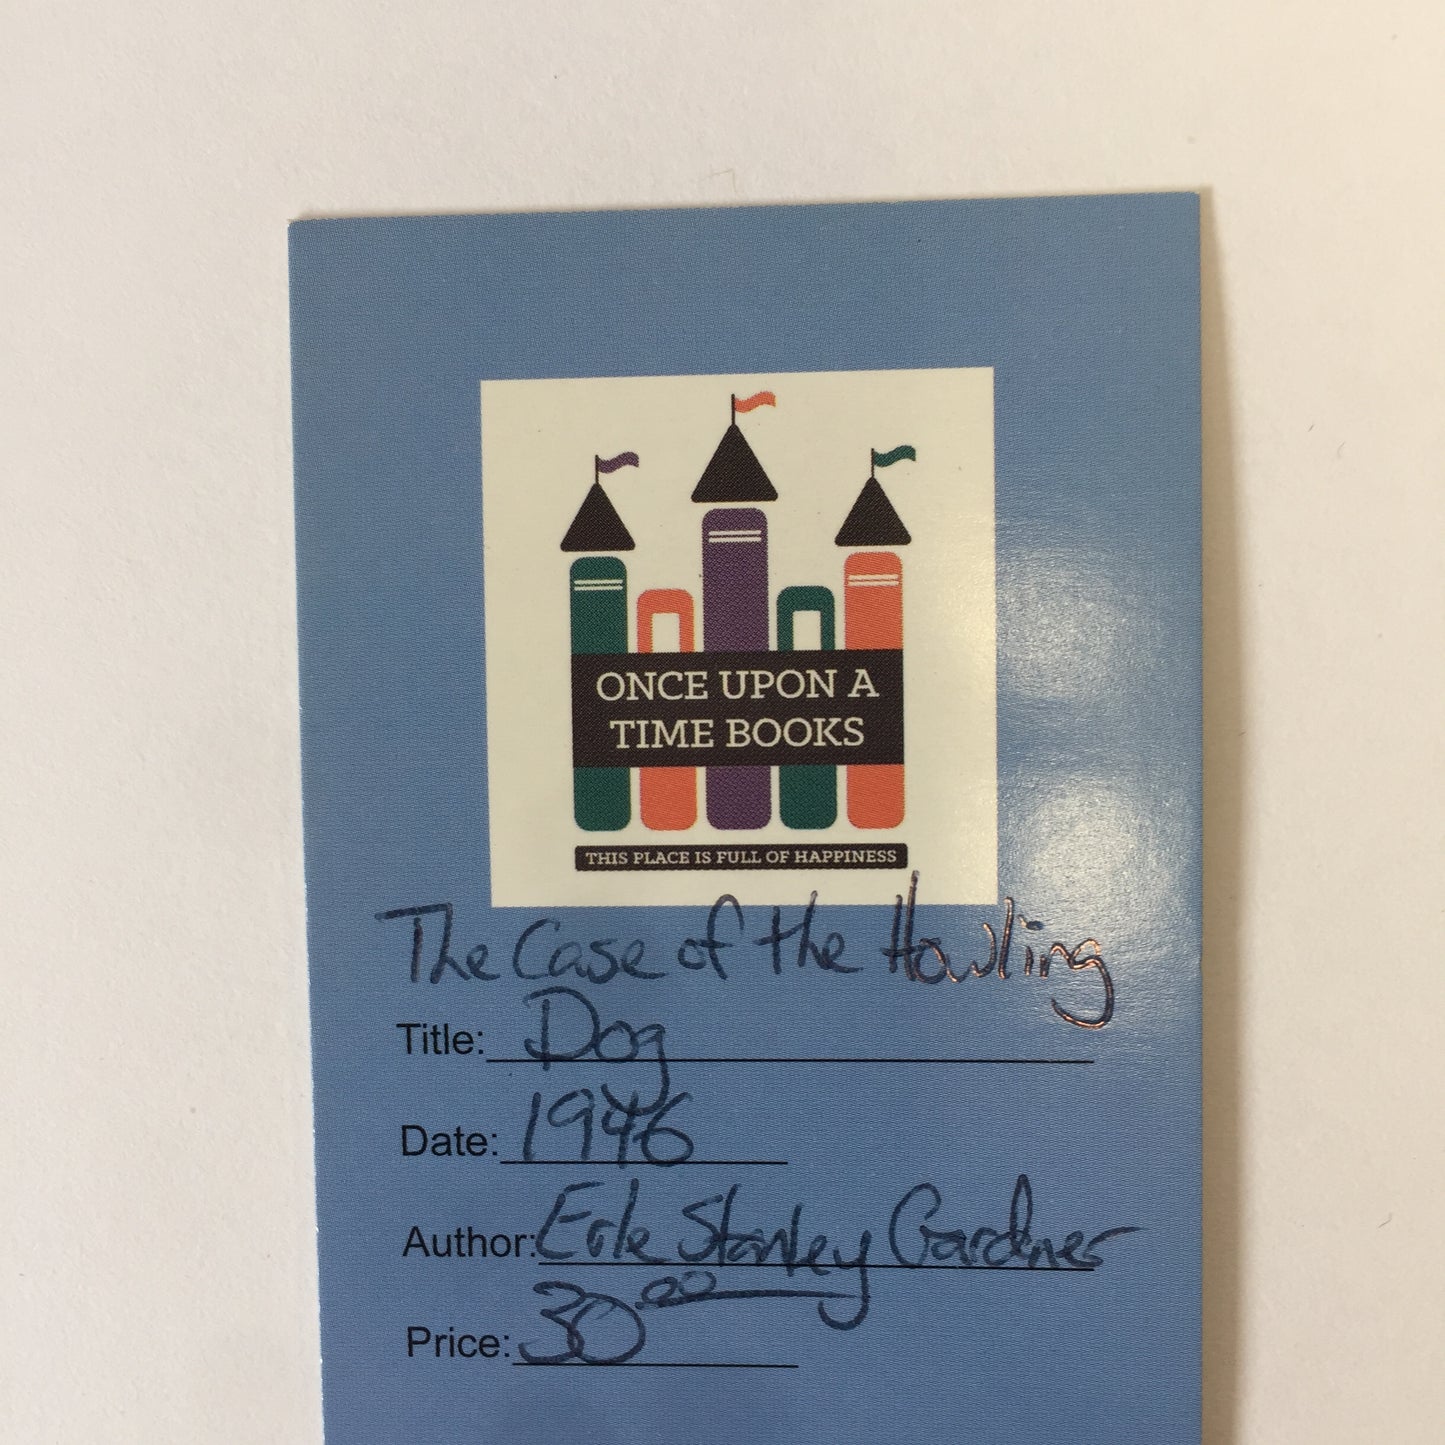 ONCE UPON A
TIME BOOKS
THIS PLACE IS FULL OF HAPPINESS
The Case of the Howling
Title: Dog
Date: 1946
Author: Erle Stanley Gardner
Price: 30.00